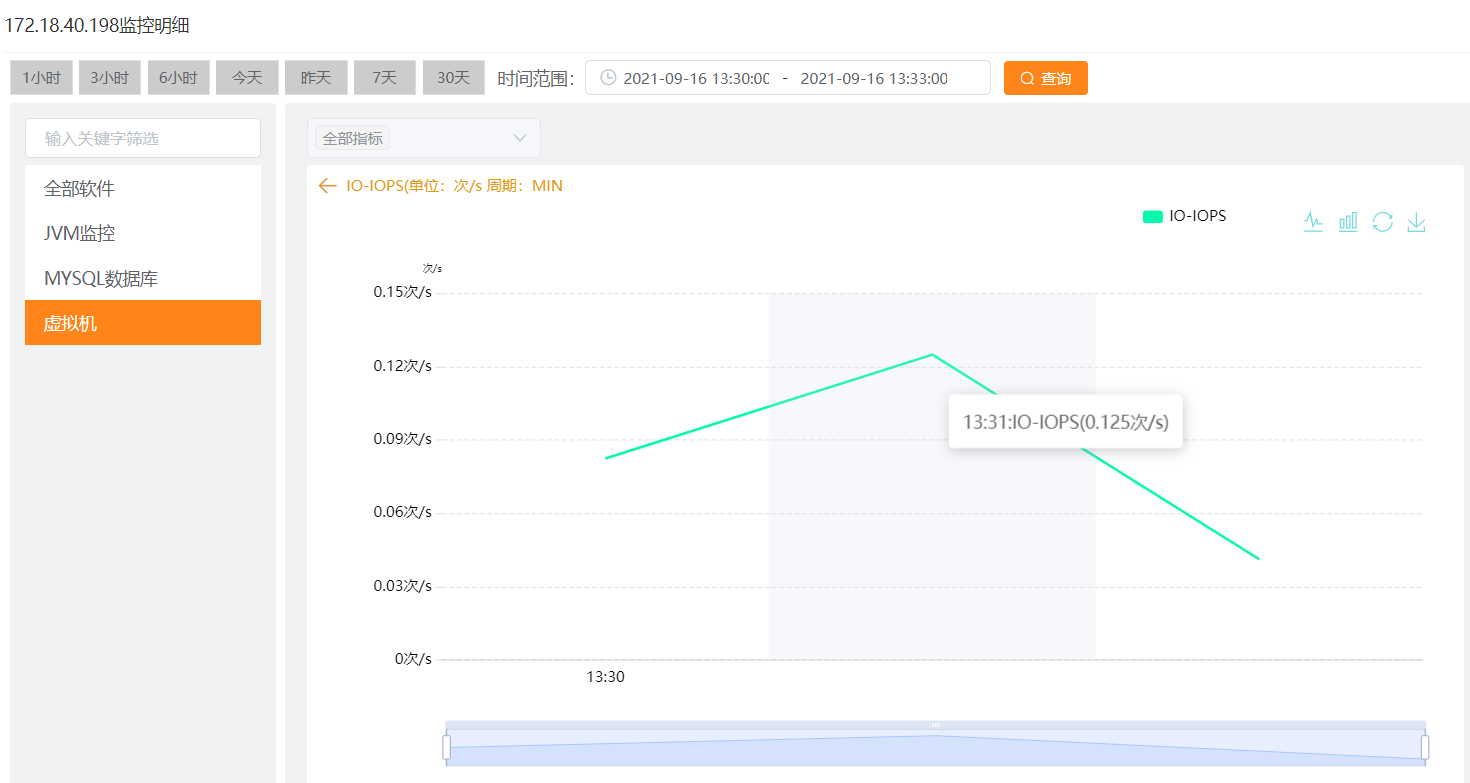 172.18.40.198监控明细
1小时 3小时 6小时 今天 昨天 7天 30天 时间范围： 2021-09-16 13:30:00 - 2021-09-16 13:33:00 查询
输入关键字筛选
全部软件
JVM监控
MYSQL数据库
虚拟机
全部指标
IO-IOPS(单位：次/s 周期：MIN
IO-IOPS
次/s
0.15次/s
0.12次/s
0.09次/s
0.06次/s
0.03次/s
0次/s
13:31:IO-IOPS(0.125次/s)
13:30